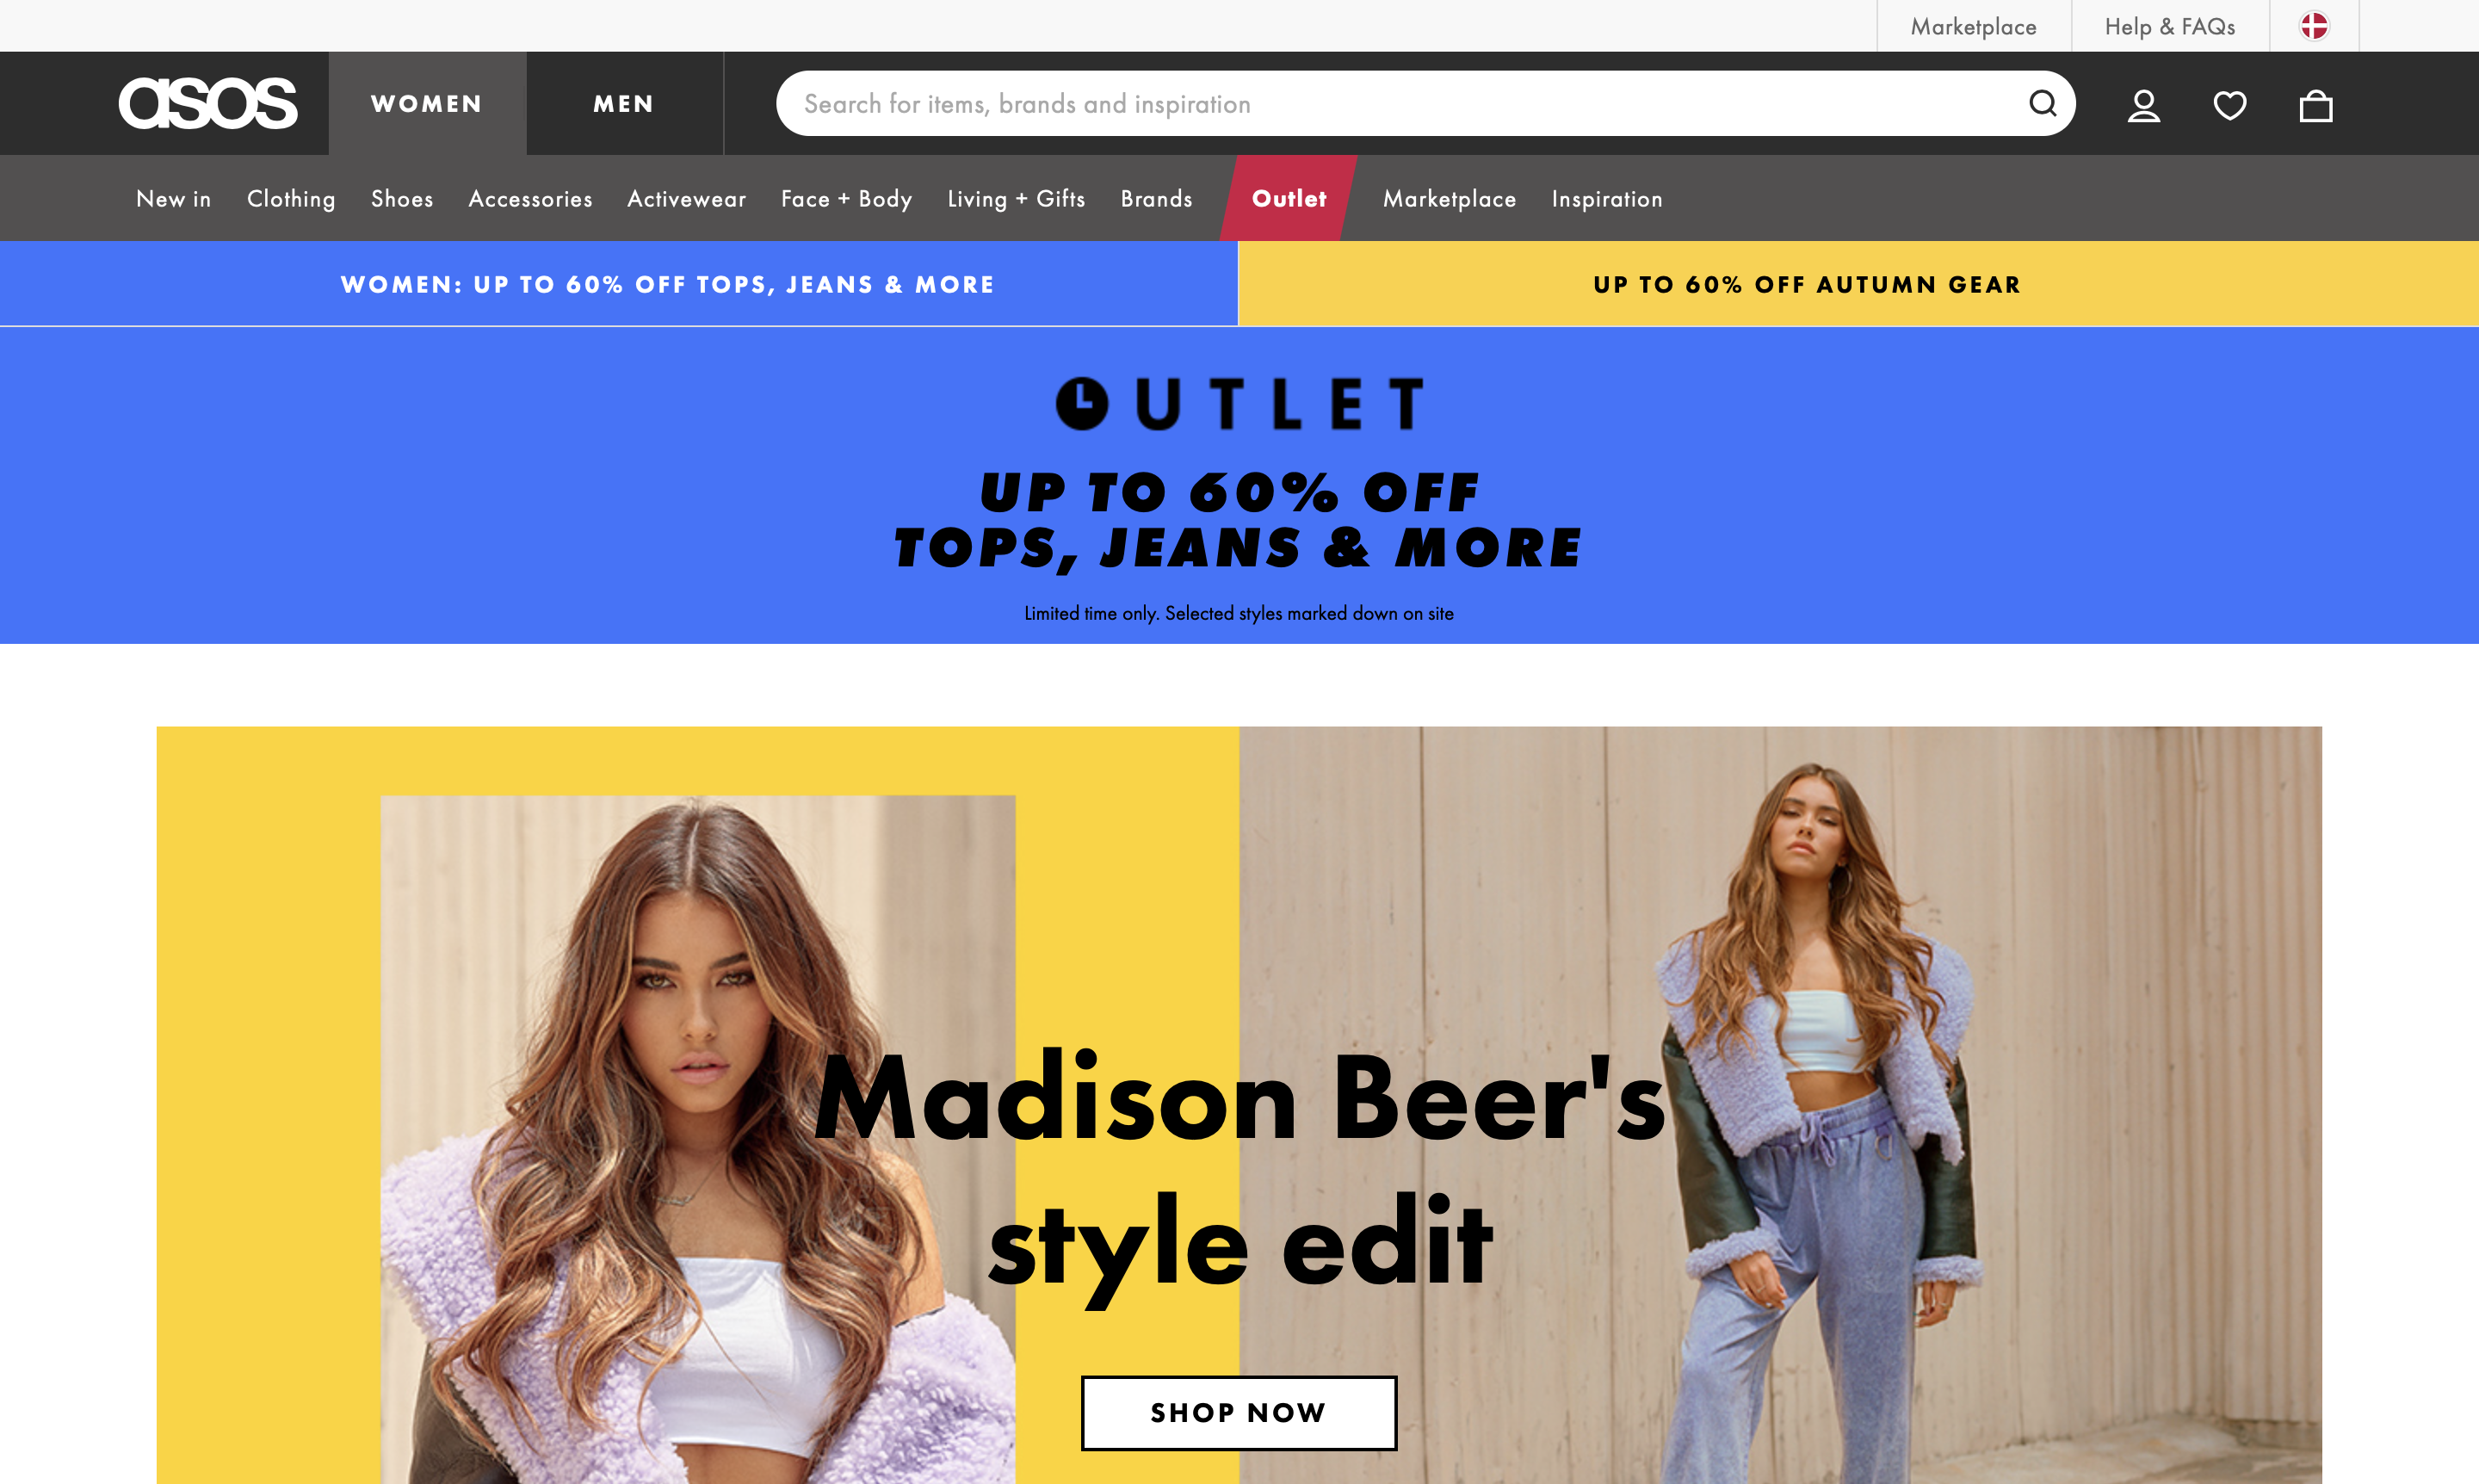 Marketplace
Help & FAQs
asos
WOMEN
MEN
Search for items, brands and inspiration
New in
Clothing
Shoes
Accessories
Activewear
Face + Body
Living + Gifts
Brands
Outlet
Marketplace
Inspiration
WOMEN: UP TO 60% OFF TOPS, JEANS & MORE
UP TO 60% OFF AUTUMN GEAR
OUTLET
UP TO 60% OFF
TOPS, JEANS & MORE
Limited time only. Selected styles marked down on site
Madison Beer's
style edit
SHOP NOW